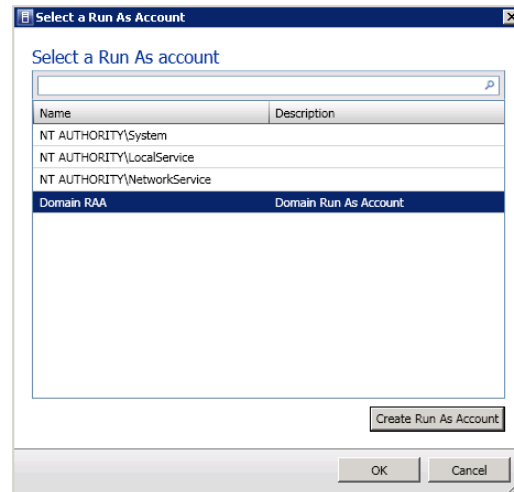 Select a Run As Account
Select a Run As account
Name Description
NT AUTHORITY\System
NT AUTHORITY\LocalService
NT AUTHORITY\NetworkService
Domain RAA Domain Run As Account
Create Run As Account
OK Cancel